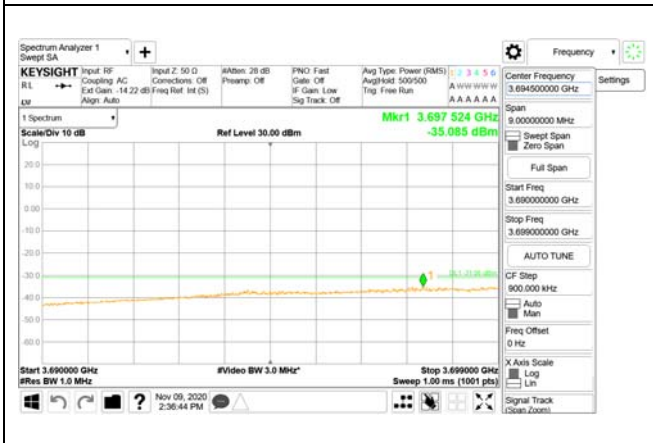 Spectrum Analyzer 1
Swept SA
+
Frequency
KEYSIGHT
RL
Input: RF
Coupling: AC
Ext Gain: -14.22 dB
Align: Auto
Input Z: 50 Ω
Corrections: Off
Freq Ref: Int (S)
#Atten: 28 dB
Preamp: Off
PNO: Fast
Gate: Off
IF Gain: Low
Sig Track: Off
Avg Type: Power (RMS)
Avg|Hold: 500/500
Trig: Free Run
1 2 3 4 5 6
A W W W W W
A A A A A A
Center Frequency
3.694500000 GHz
Settings
Span
9.00000000 MHz
Swept Span
Zero Span
Full Span
Start Freq
3.690000000 GHz
Stop Freq
3.699000000 GHz
AUTO TUNE
CF Step
900.000 kHz
Auto
Man
Freq Offset
0 Hz
X Axis Scale
Log
Lin
Signal Track
(Span Zoom)
1 Spectrum
Scale/Div 10 dB
Log
Ref Level 30.00 dBm
Mkr1 3.697 524 GHz
-35.085 dBm
20.0
10.0
0.00
-10.0
-20.0
-30.0
-40.0
-50.0
-60.0
1
Start 3.690000 GHz
#Res BW 1.0 MHz
#Video BW 3.0 MHz*
Stop 3.699000 GHz
Sweep 1.00 ms (1001 pts)
?
Nov 09, 2020
2:36:44 PM